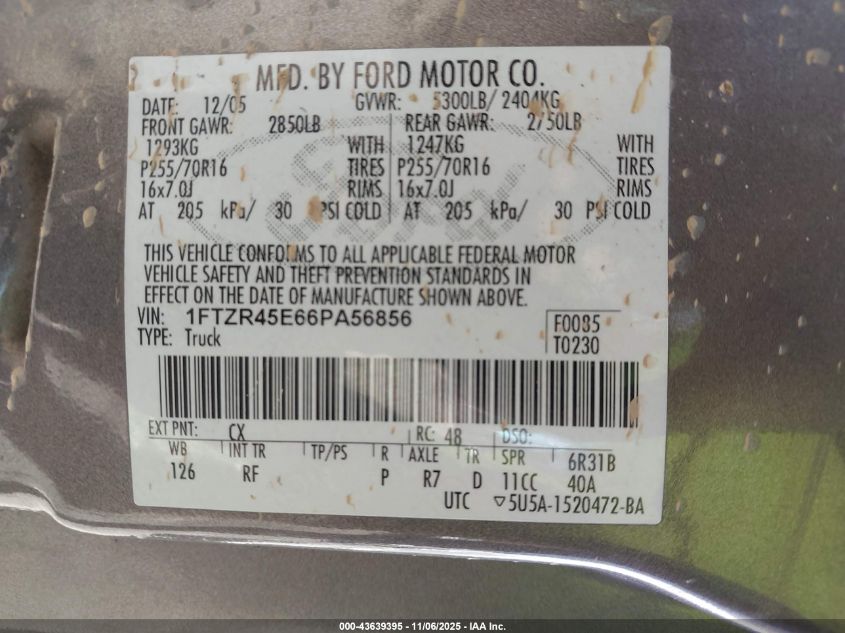 MFD. BY FORD MOTOR CO.
DATE: 12/05 GVWR: 5300LB/ 2404KG
FRONT GAWR: 2850LB REAR GAWR: 2750LB
1293KG WITH 1247KG WITH
P255/70R16 TIRES P255/70R16 TIRES
16x7.0J RIMS 16x7.0J RIMS
AT 205 kPa/ 30 PSI COLD AT 205 kPa/ 30 PSI COLD
THIS VEHICLE CONFORMS TO ALL APPLICABLE FEDERAL MOTOR
VEHICLE SAFETY AND THEFT PREVENTION STANDARDS IN
EFFECT ON THE DATE OF MANUFACTURE SHOWN ABOVE.
VIN: 1FTZR45E66PA56856 F0085
TYPE: Truck T0230
EXT PNT: CX RC: 48 DSO:
WB INT TR TP/PS R AXLE TR SPR 6R31B
126 RF P R7 D 11CC 40A
UTC ▽5U5A-1520472-BA
000-43639395 - 11/06/2025 - IAA Inc.